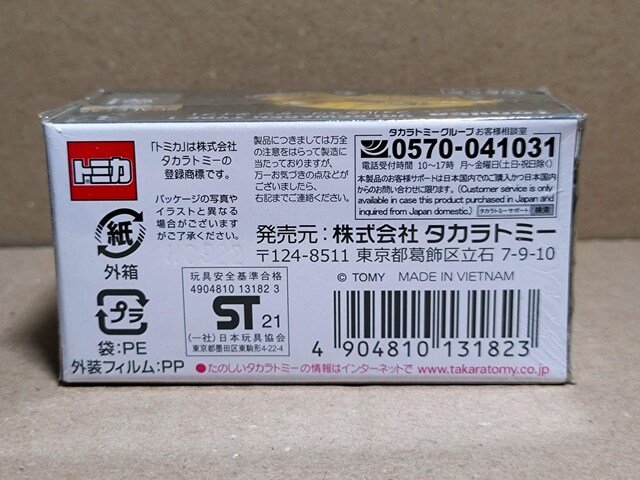 トミカ
「トミカ」は株式会社
タカラトミーの
登録商標です。
パッケージの写真や
イラストと異なる
場合がございますが
ご了承ください。
紙
外箱
プラ
袋:PE
外装フィルム:PP
製品につきましては万全
の注意をはらって製造に
当たっておりますが、
万一お気づきの点などが
ございましたら、
右記までご連絡ください。
タカラトミーグループ お客様相談室
0570-041031
電話受付時間 10〜17時 月〜金曜日(土・日・祝日除く)
本製品のお客様サポートは日本国内でのご購入かつ日本国内
からのお問い合わせに限ります。(Customer service is only
available in case this product purchased in Japan and
inquired from Japan domestic.) タカラトミーサポート 検索
発売元:株式会社 タカラトミー
〒124-8511 東京都葛飾区立石 7-9-10
© TOMY MADE IN VIETNAM
玩具安全基準合格
4904810 13182 3
ST 21
(一社)日本玩具協会
東京都墨田区東駒形4-22-4
4 904810 131823
●たのしいタカラトミーの情報はインターネットで www.takaratomy.co.jp